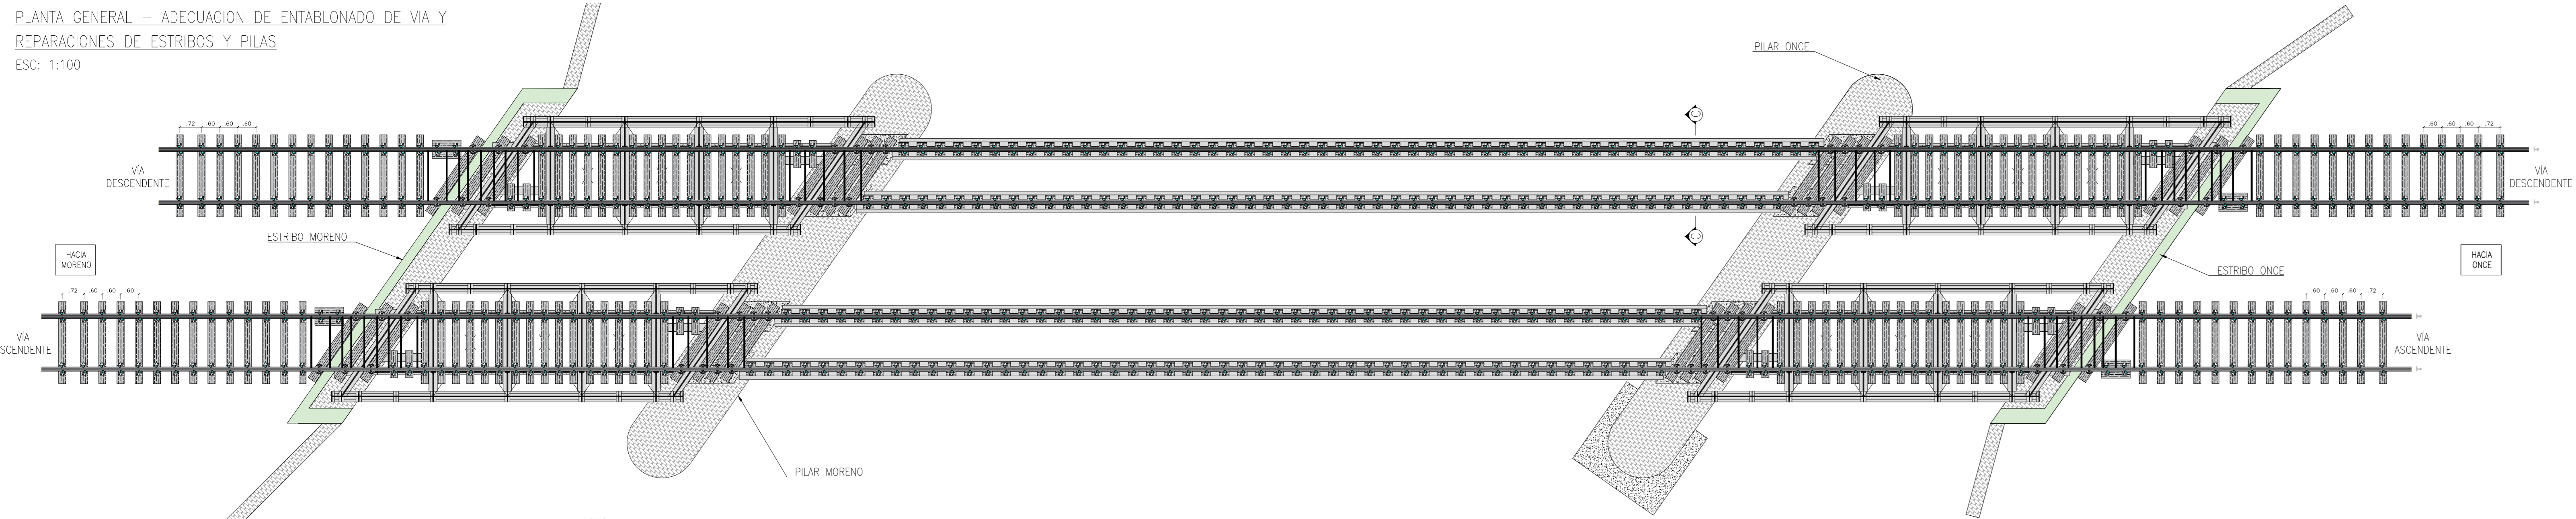 PLANTA GENERAL – ADECUACION DE ENTABLONADO DE VIA Y
REPARACIONES DE ESTRIBOS Y PILAS
ESC: 1:100
PILAR ONCE
C
.72 .60 .60 .60
.60 .60 .60 .72
VÍA
DESCENDENTE
VÍA
DESCENDENTE
C
ESTRIBO MORENO
HACIA
MORENO
HACIA
ONCE
ESTRIBO ONCE
.72 .60 .60 .60
.60 .60 .60 .72
VÍA
SCENDENTE
VÍA
ASCENDENTE
PILAR MORENO